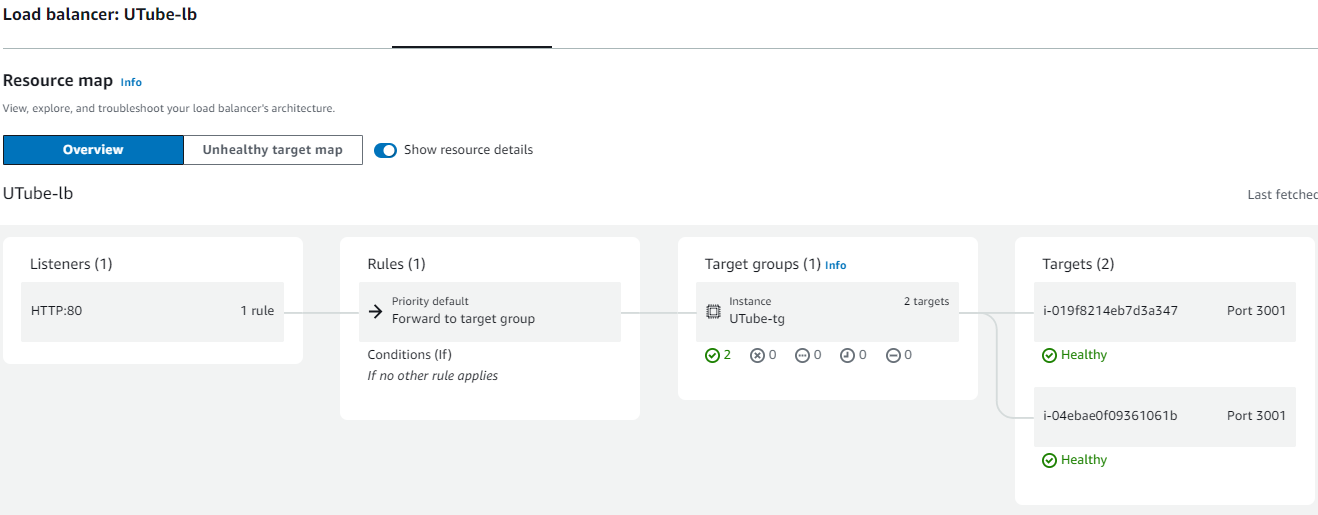 Load balancer: UTube-lb
Resource map Info
View, explore, and troubleshoot your load balancer's architecture.
Overview Unhealthy target map Show resource details
UTube-lb Last fetched
Listeners (1)
HTTP:80 1 rule
Rules (1)
Priority default
Forward to target group
Conditions (If)
If no other rule applies
Target groups (1) Info
Instance 2 targets
UTube-tg
2 0 0 0 0
Targets (2)
i-019f8214eb7d3a347 Port 3001
Healthy
i-04ebae0f09361061b Port 3001
Healthy